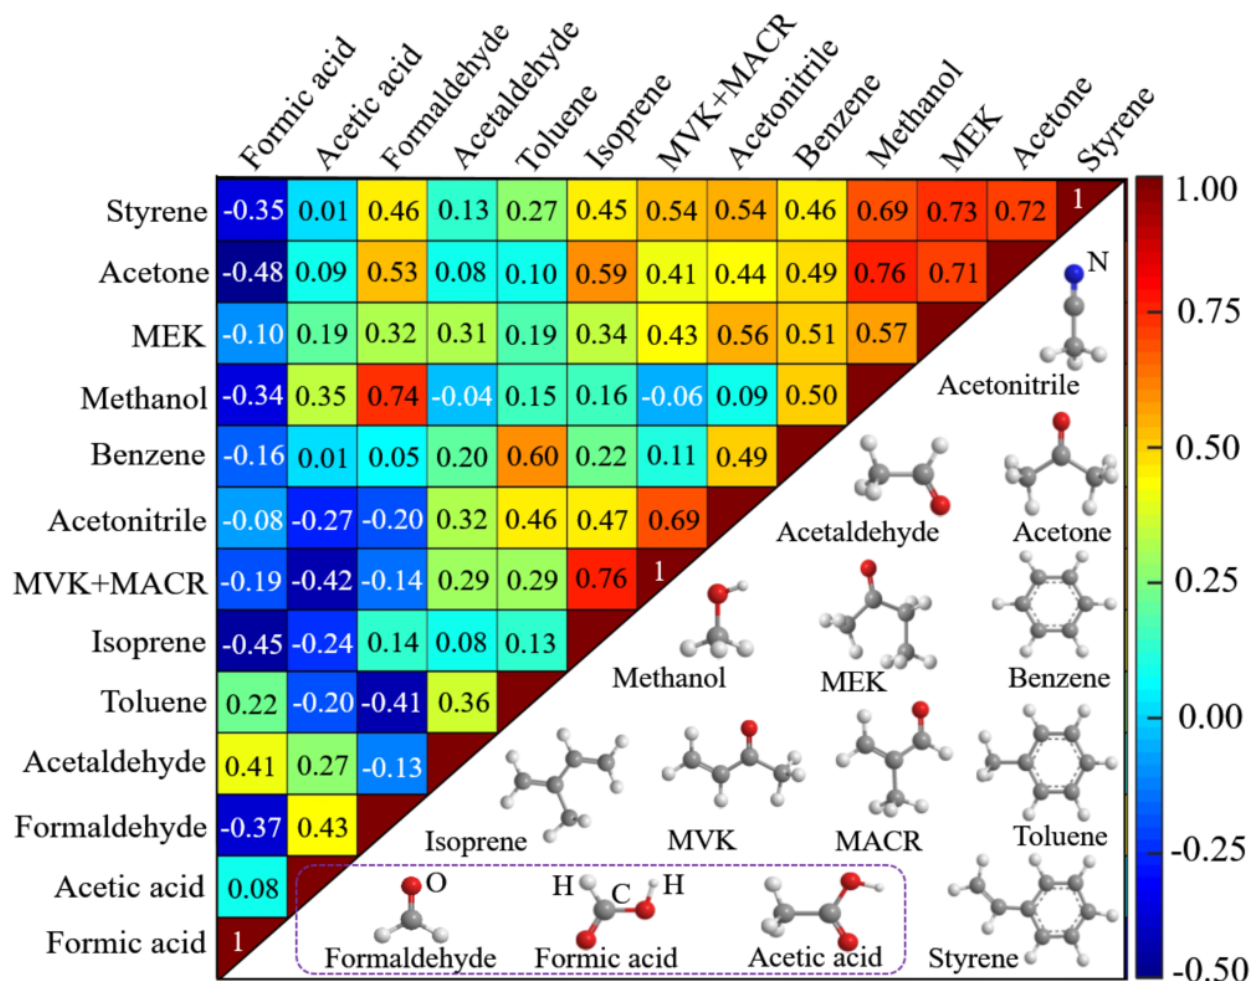 Formic acid Acetic acid Formaldehyde Acetaldehyde Toluene Isoprene MVK+MACR Acetonitrile Benzene Methanol MEK Acetone Styrene
Styrene -0.35 0.01 0.46 0.13 0.27 0.45 0.54 0.54 0.46 0.69 0.73 0.72 1
Acetone -0.48 0.09 0.53 0.08 0.10 0.59 0.41 0.44 0.49 0.76 0.71
MEK -0.10 0.19 0.32 0.31 0.19 0.34 0.43 0.56 0.51 0.57
Methanol -0.34 0.35 0.74 -0.04 0.15 0.16 -0.06 0.09 0.50
Benzene -0.16 0.01 0.05 0.20 0.60 0.22 0.11 0.49
Acetonitrile -0.08 -0.27 -0.20 0.32 0.46 0.47 0.69
MVK+MACR -0.19 -0.42 -0.14 0.29 0.29 0.76 1
Isoprene -0.45 -0.24 0.14 0.08 0.13
Toluene 0.22 -0.20 -0.41 0.36
Acetaldehyde 0.41 0.27 -0.13
Formaldehyde -0.37 0.43
Acetic acid 0.08
Formic acid 1
N
Acetonitrile
Acetaldehyde Acetone
Methanol MEK Benzene
Isoprene MVK MACR Toluene
O H C H
Formaldehyde Formic acid Acetic acid Styrene
1.00
0.75
0.50
0.25
0.00
-0.25
-0.50